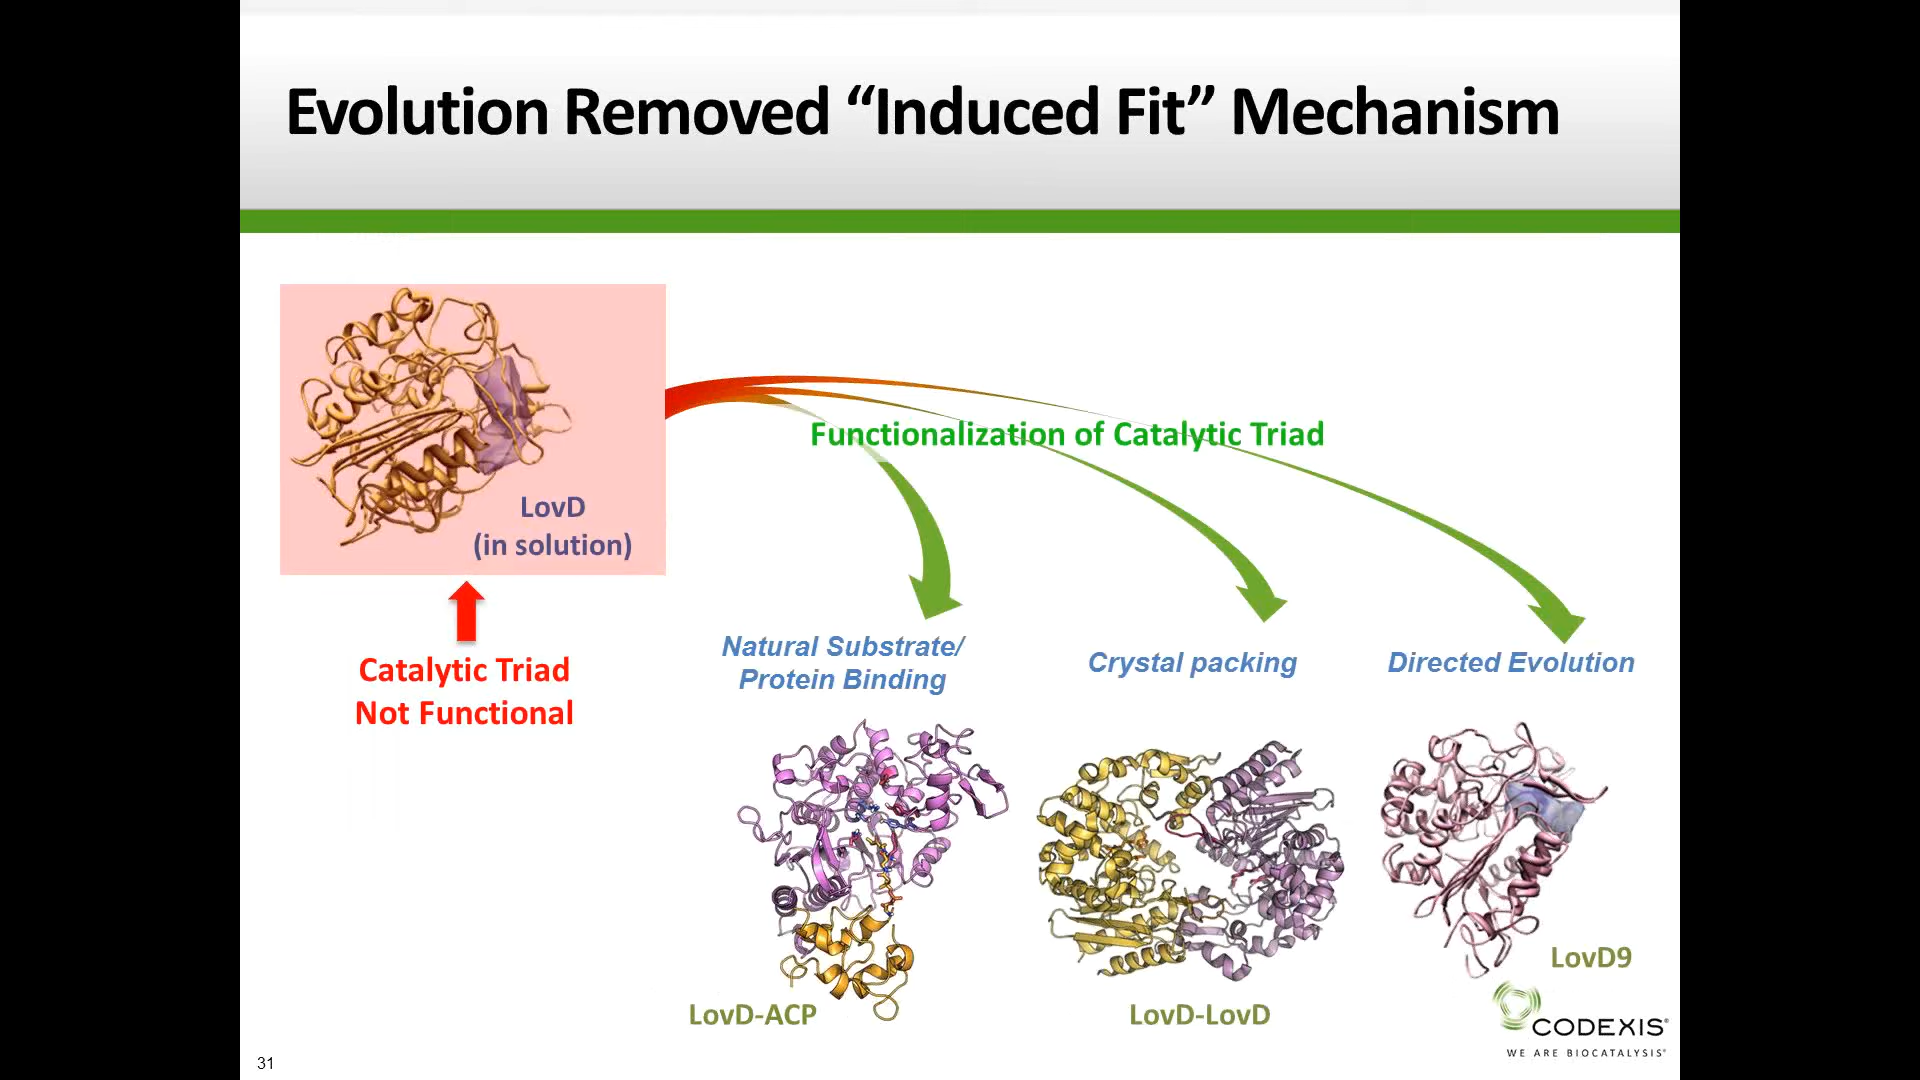 Evolution Removed “Induced Fit” Mechanism
LovD
(in solution)
Functionalization of Catalytic Triad
Catalytic Triad
Not Functional
Natural Substrate/
Protein Binding
Crystal packing
Directed Evolution
LovD-ACP
LovD-LovD
LovD9
CODEXIS®
WE ARE BIOCATALYSIS®
31